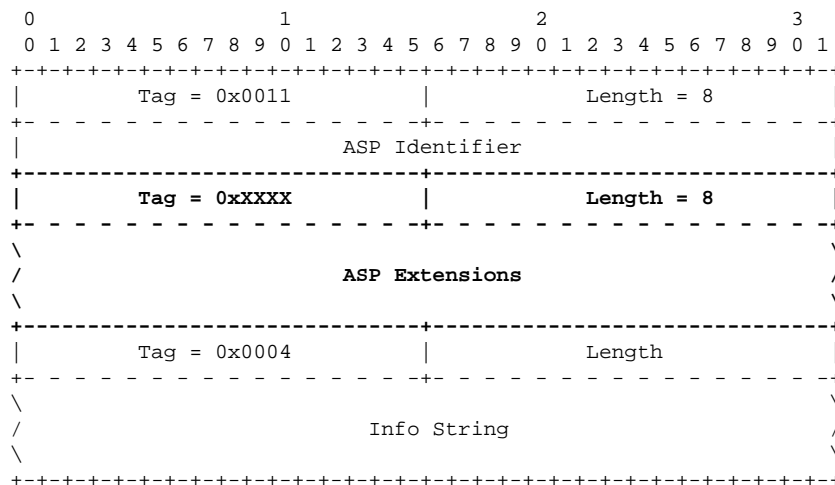 0 1 2 3
0 1 2 3 4 5 6 7 8 9 0 1 2 3 4 5 6 7 8 9 0 1 2 3 4 5 6 7 8 9 0 1
+-+-+-+-+-+-+-+-+-+-+-+-+-+-+-+-+-+-+-+-+-+-+-+-+-+-+-+-+-+-+-+-+
| Tag = 0x0011 | Length = 8 |
+- - - - - - - - - - - - - - - -+- - - - - - - - - - - - - - - -+
| ASP Identifier |
+-------------------------------+-------------------------------+
| Tag = 0xXXXX | Length = 8 |
+- - - - - - - - - - - - - - - -+- - - - - - - - - - - - - - - -+
\ \
/ ASP Extensions /
\ \
+-------------------------------+-------------------------------+
| Tag = 0x0004 | Length |
+- - - - - - - - - - - - - - - -+- - - - - - - - - - - - - - - -+
\ \
/ Info String /
\ \
+-+-+-+-+-+-+-+-+-+-+-+-+-+-+-+-+-+-+-+-+-+-+-+-+-+-+-+-+-+-+-+-+